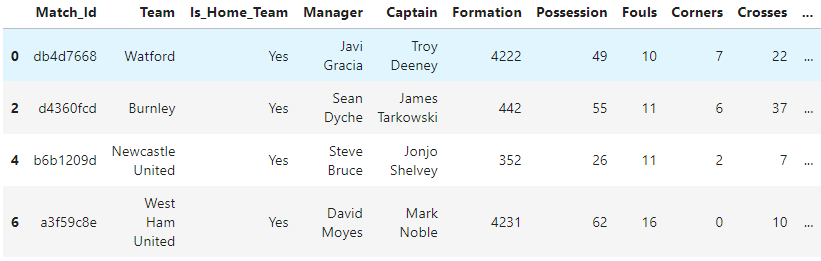 Match_Id Team Is_Home_Team Manager Captain Formation Possession Fouls Corners Crosses ...
0 db4d7668 Watford Yes Javi Gracia Troy Deeney 4222 49 10 7 22 ...
2 d4360fcd Burnley Yes Sean Dyche James Tarkowski 442 55 11 6 37 ...
4 b6b1209d Newcastle United Yes Steve Bruce Jonjo Shelvey 352 26 11 2 7 ...
6 a3f59c8e West Ham United Yes David Moyes Mark Noble 4231 62 16 0 10 ...